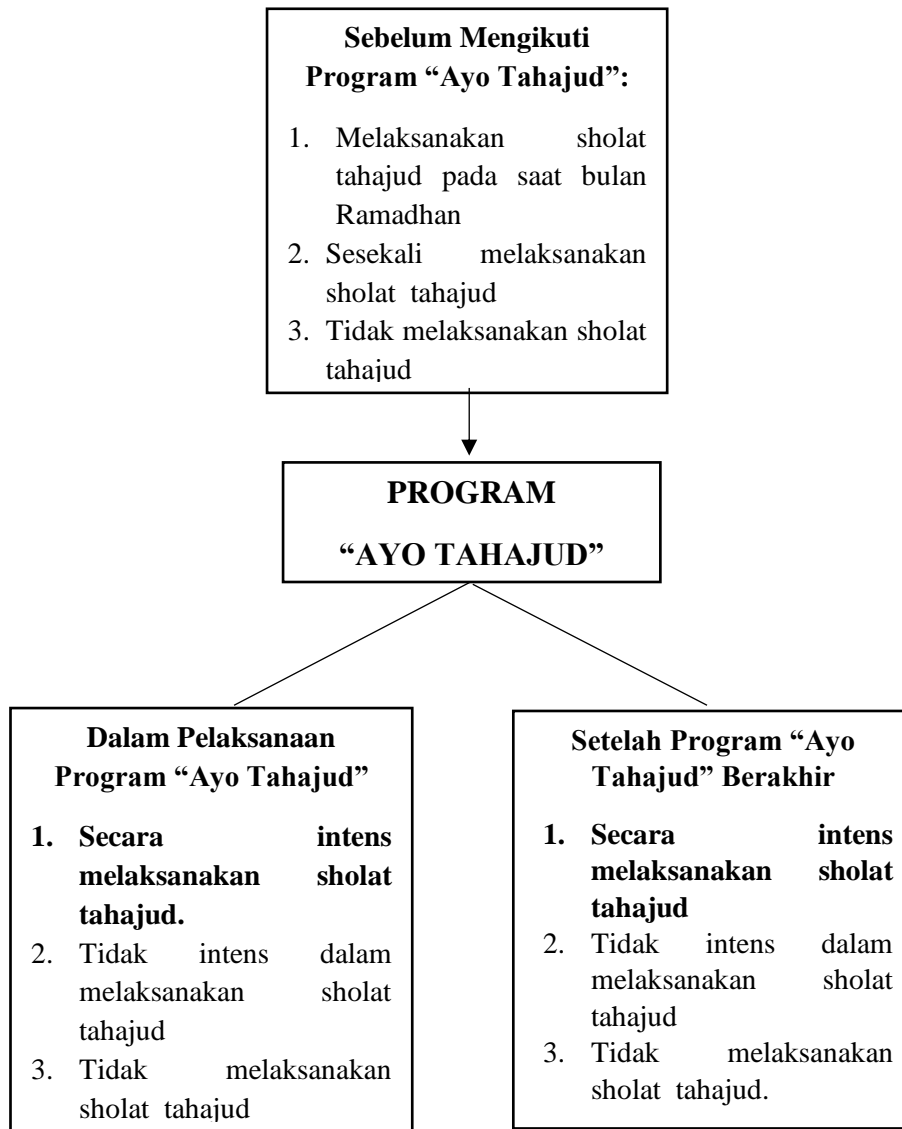 Sebelum Mengikuti
Program “Ayo Tahajud”:
1. Melaksanakan sholat
tahajud pada saat bulan
Ramadhan
2. Sesekali melaksanakan
sholat tahajud
3. Tidak melaksanakan sholat
tahajud
PROGRAM
“AYO TAHAJUD”
Dalam Pelaksanaan
Program “Ayo Tahajud”
1. Secara intens
melaksanakan sholat
tahajud.
2. Tidak intens dalam
melaksanakan sholat
tahajud
3. Tidak melaksanakan
sholat tahajud
Setelah Program “Ayo
Tahajud” Berakhir
1. Secara intens
melaksanakan sholat
tahajud
2. Tidak intens dalam
melaksanakan sholat
tahajud
3. Tidak melaksanakan
sholat tahajud.